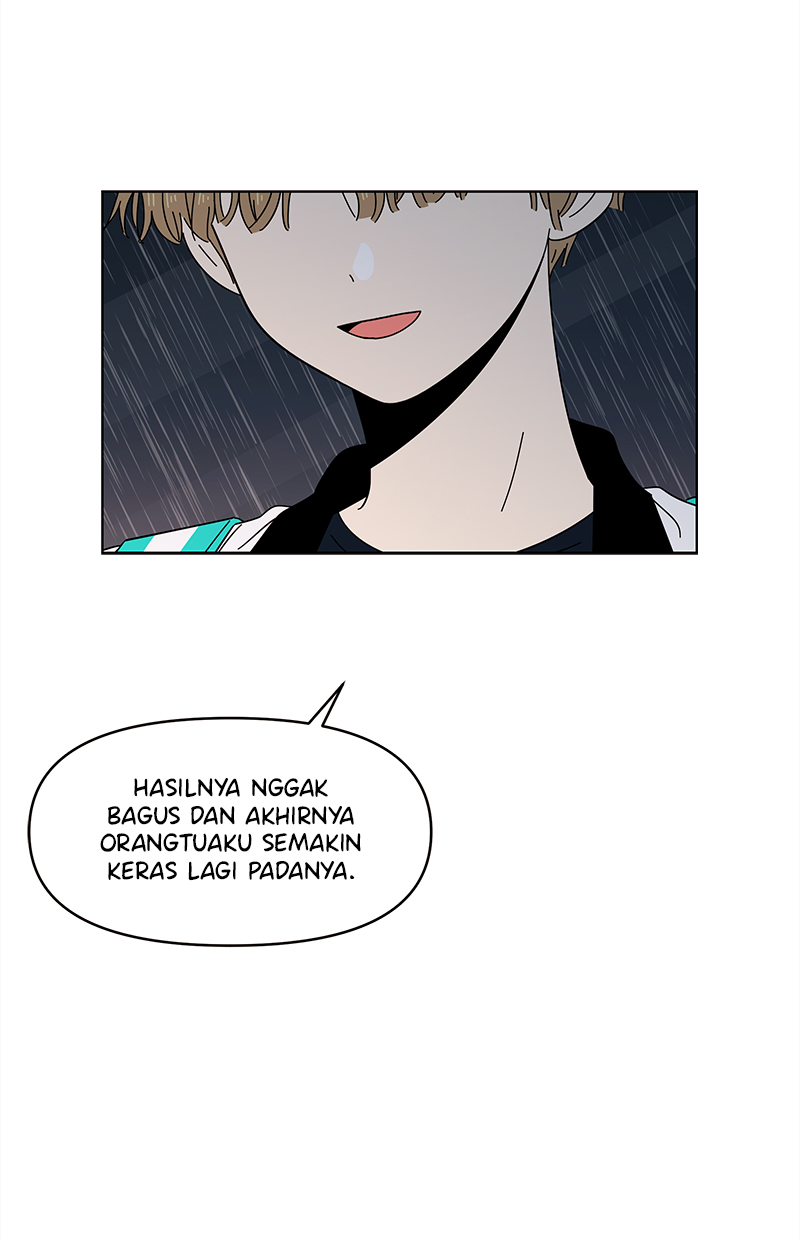 HASILNYA NGGAK
BAGUS DAN AKHIRNYA
ORANGTUAKU SEMAKIN
KERAS LAGI PADANYA.